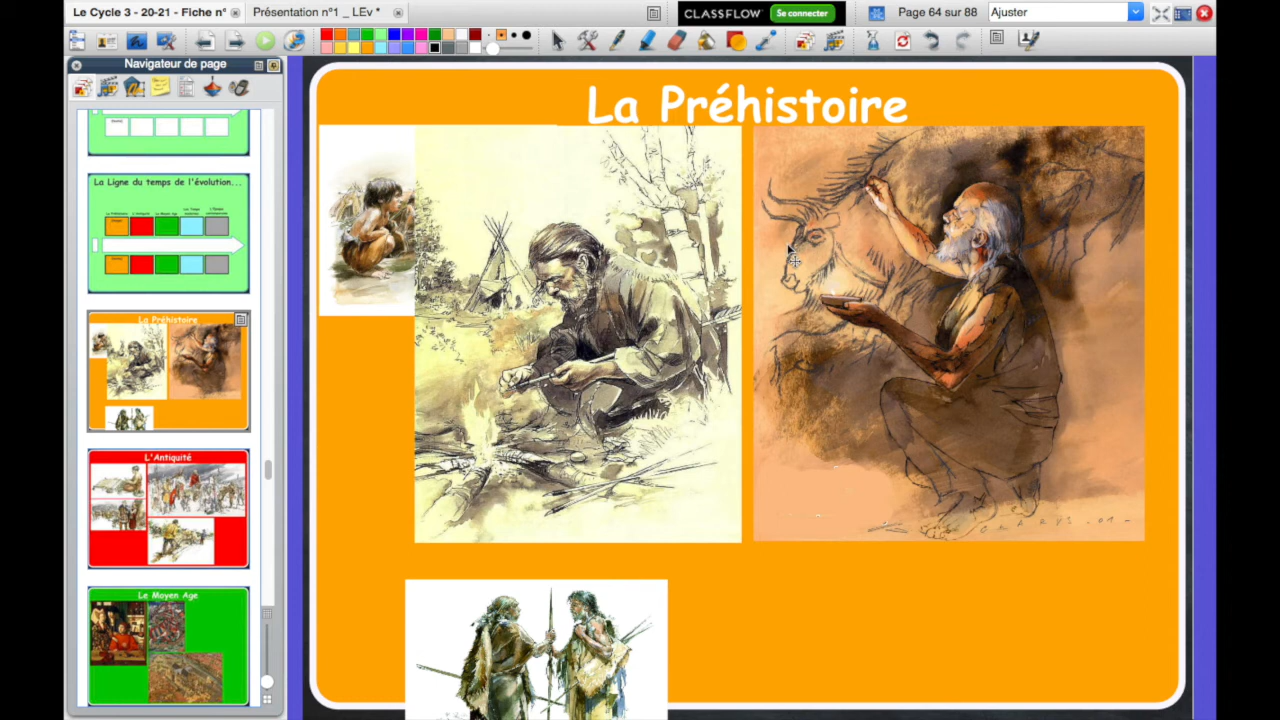 Le Cycle 3 - 20-21 - Fiche n°
Présentation n°1 _ LEv *
CLASSFLOW
Se connecter
Page 64 sur 88
Ajuster
Navigateur de page
La Ligne du temps de l'évolution...
La Préhistoire
L'Antiquité
Le Moyen Age
La Préhistoire